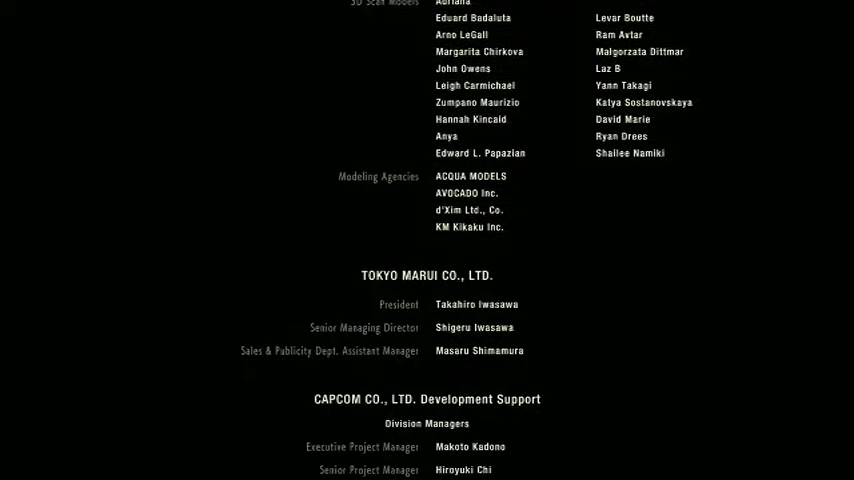 3D Scan Models Adriana
Eduard Badaluta Levar Boutte
Arno LeGall Ram Avtar
Margarita Chirkova Malgorzata Dittmar
John Owens Laz B
Leigh Carmichael Yann Takagi
Zumpano Maurizio Katya Sostanovskaya
Hannah Kincaid David Marie
Anya Ryan Drees
Edward L. Papazian Shailee Namiki
Modeling Agencies ACQUA MODELS
AVOCADO Inc.
d'Xim Ltd., Co.
KM Kikaku Inc.
TOKYO MARUI CO., LTD.
President Takahiro Iwasawa
Senior Managing Director Shigeru Iwasawa
Sales & Publicity Dept. Assistant Manager Masaru Shimamura
CAPCOM CO., LTD. Development Support
Division Managers
Executive Project Manager Makoto Kadono
Senior Project Manager Hiroyuki Chi